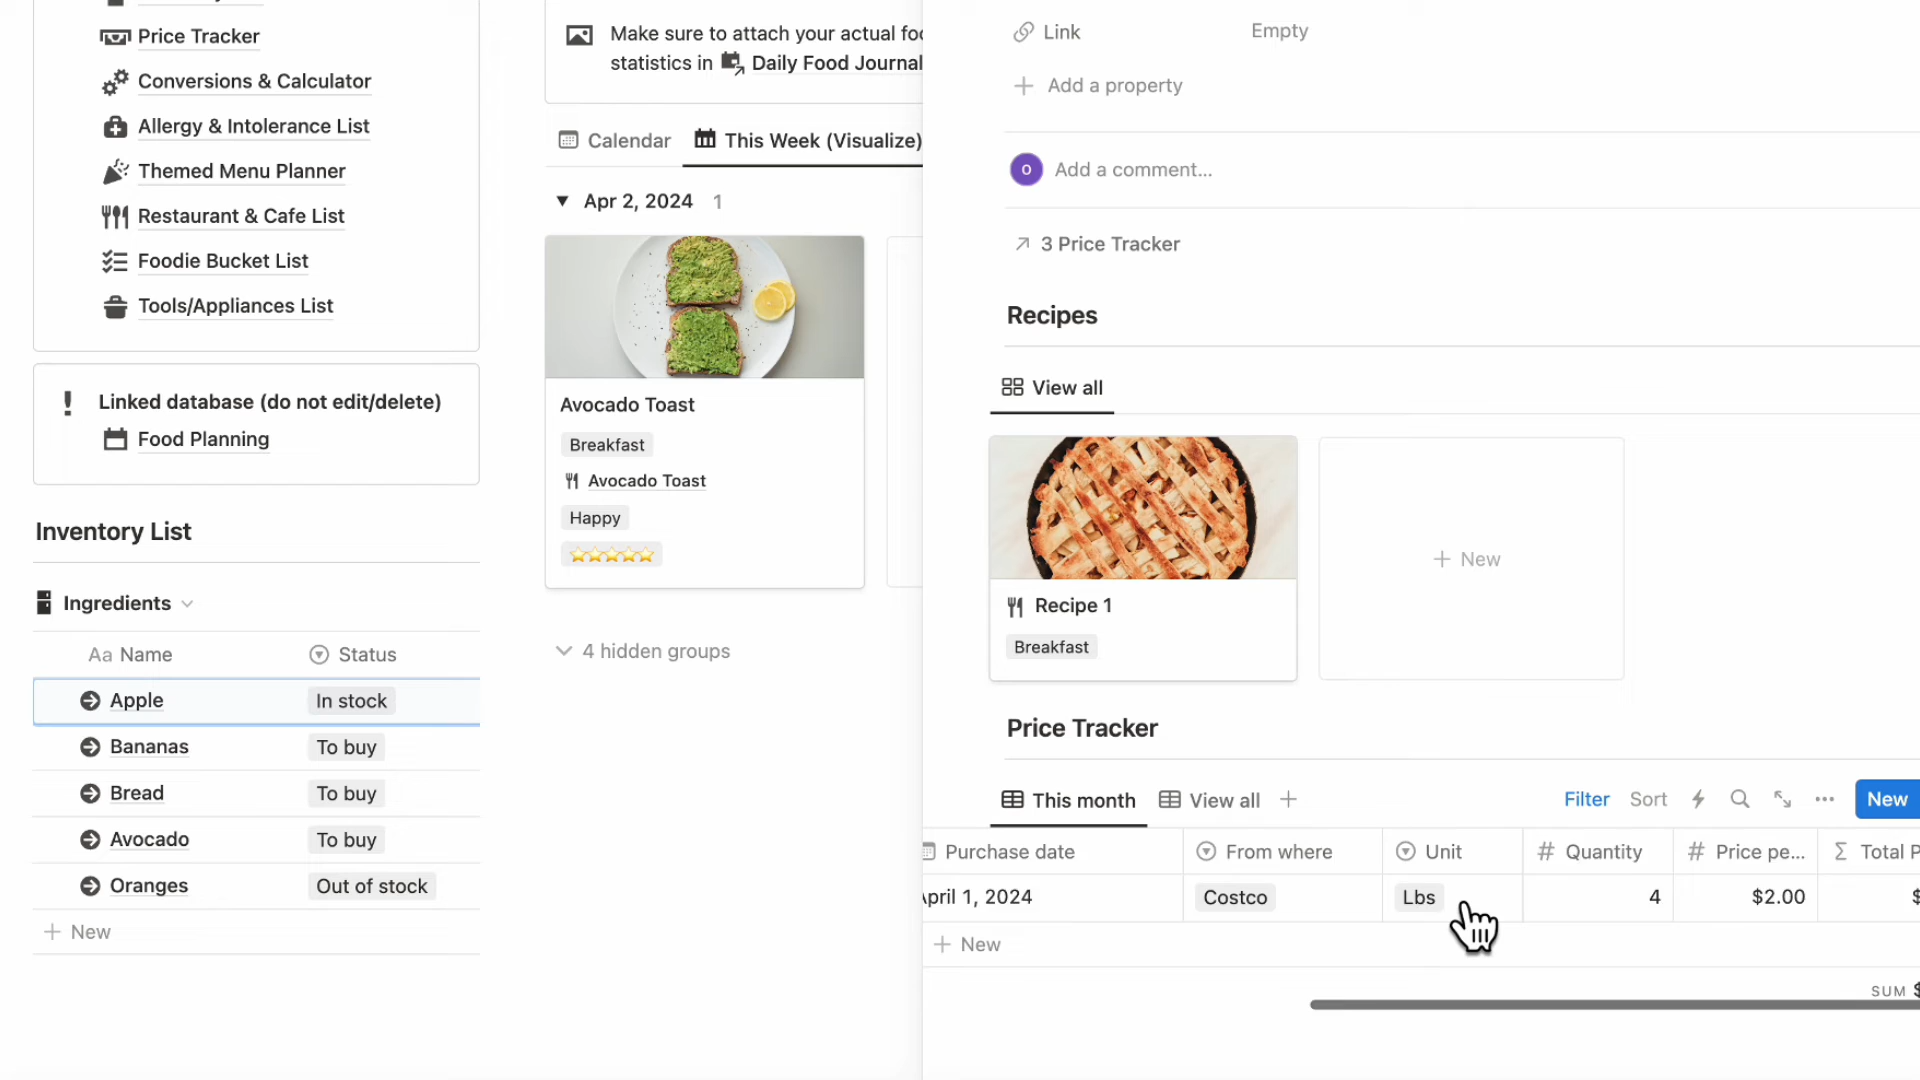 Price Tracker
Conversions & Calculator
Allergy & Intolerance List
Themed Menu Planner
Restaurant & Cafe List
Foodie Bucket List
Tools/Appliances List
Linked database (do not edit/delete)
Food Planning
Inventory List
Ingredients
Aa Name Status
Apple In stock
Bananas To buy
Bread To buy
Avocado To buy
Oranges Out of stock
+ New
Make sure to attach your actual foo
statistics in Daily Food Journal
Calendar This Week (Visualize)
Apr 2, 2024 1
Avocado Toast
Breakfast
Avocado Toast
Happy
4 hidden groups
Link Empty
+ Add a property
O Add a comment...
3 Price Tracker
Recipes
View all
Recipe 1
Breakfast
+ New
Price Tracker
This month View all +
Filter Sort ... New
Purchase date From where Unit # Quantity # Price pe... Σ Total P
April 1, 2024 Costco Lbs 4 $2.00 $
+ New
SUM $